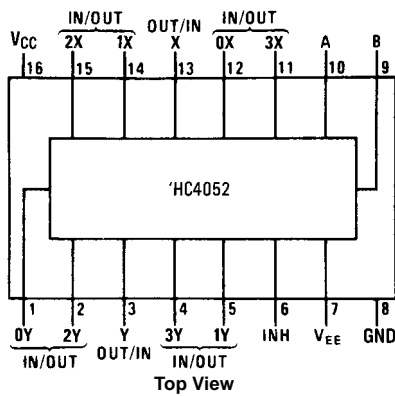 IN/OUT OUT/IN IN/OUT
VCC 2X 1X X 0X 3X A B
16 15 14 13 12 11 10 9
'HC4052
1 2 3 4 5 6 7 8
0Y 2Y Y 3Y 1Y INH VEE GND
IN/OUT OUT/IN IN/OUT
Top View